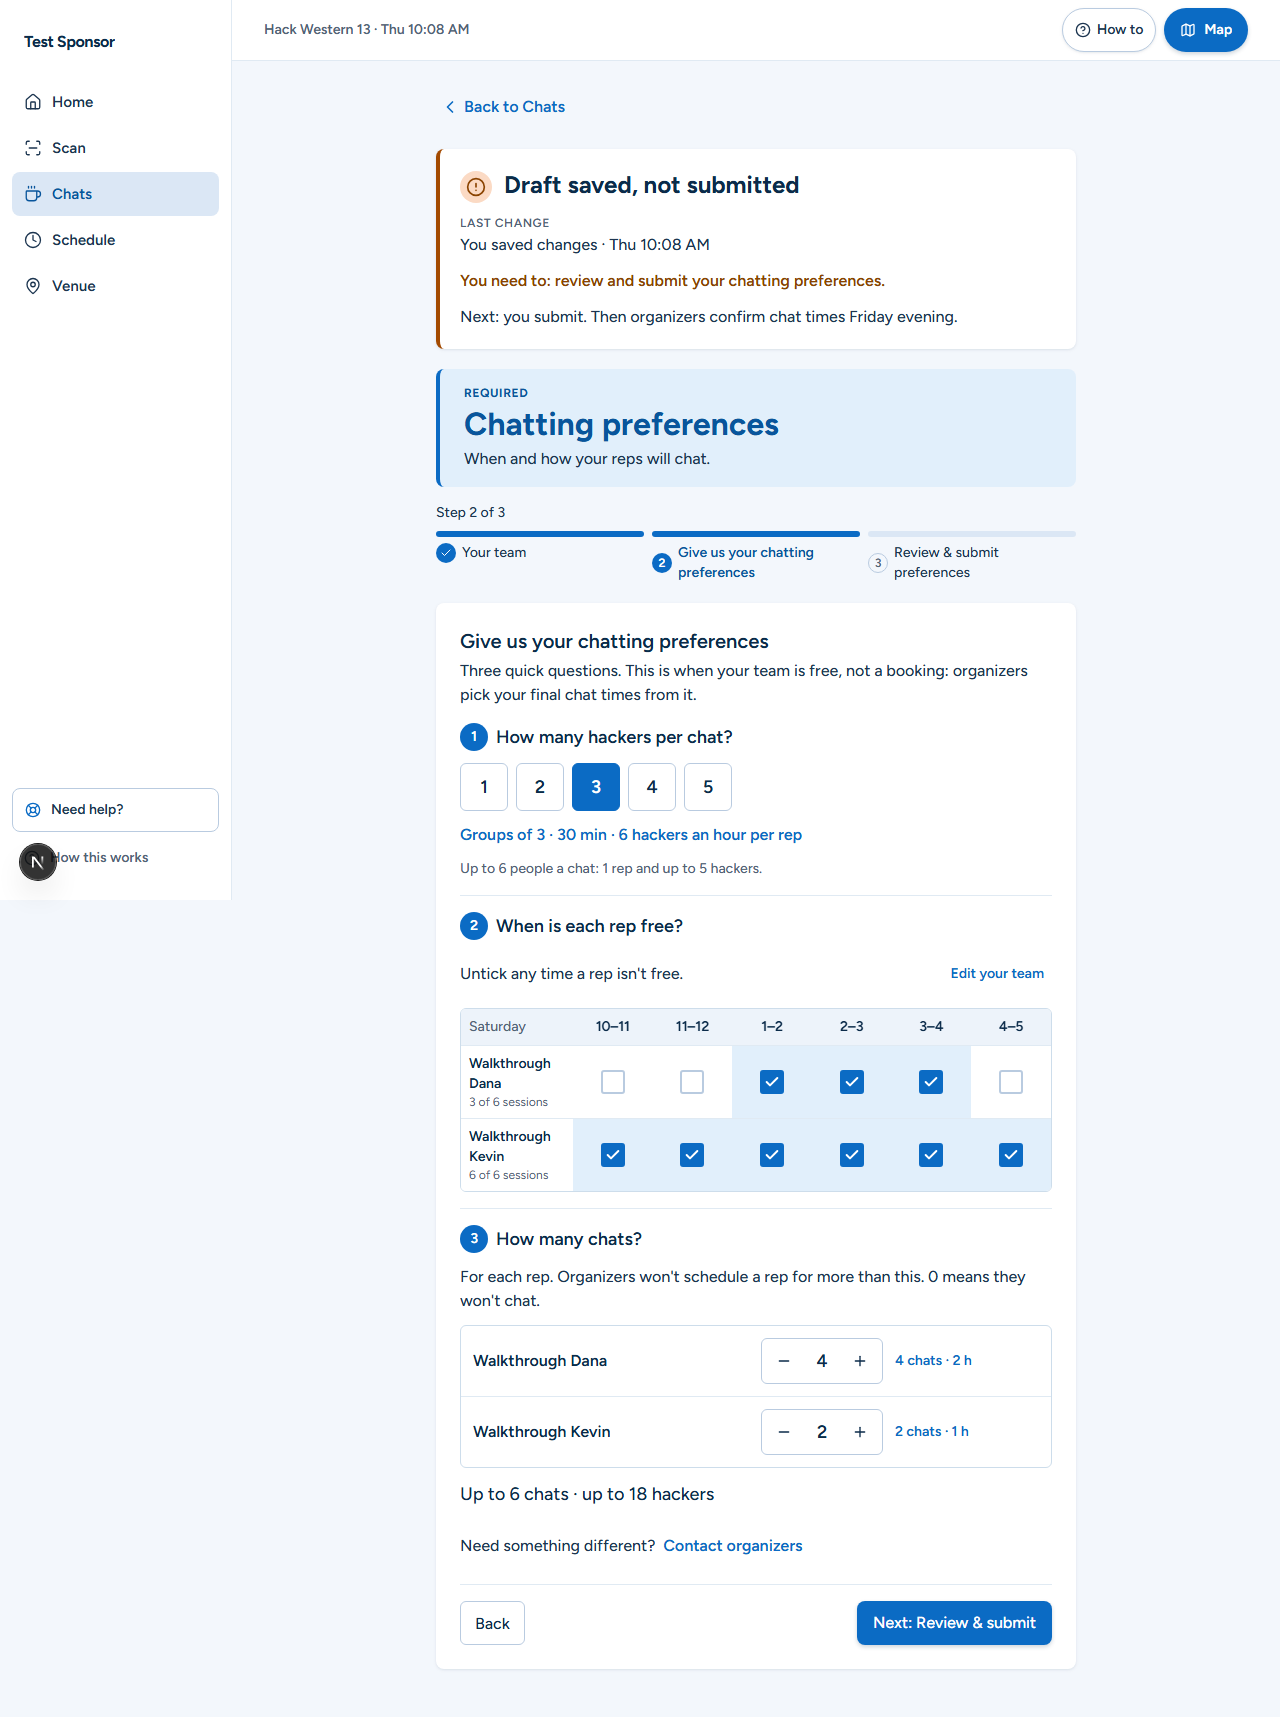 Test Sponsor
Hack Western 13 · Thu 10:08 AM
How to
Map
Home
Scan
Chats
Schedule
Venue
Need help?
How this works
N
Back to Chats
Draft saved, not submitted
LAST CHANGE
You saved changes · Thu 10:08 AM
You need to: review and submit your chatting preferences.
Next: you submit. Then organizers confirm chat times Friday evening.
REQUIRED
Chatting preferences
When and how your reps will chat.
Step 2 of 3
Your team
2 Give us your chatting
preferences
3 Review & submit
preferences
Give us your chatting preferences
Three quick questions. This is when your team is free, not a booking: organizers
pick your final chat times from it.
1 How many hackers per chat?
1 2 3 4 5
Groups of 3 · 30 min · 6 hackers an hour per rep
Up to 6 people a chat: 1 rep and up to 5 hackers.
2 When is each rep free?
Untick any time a rep isn't free.
Edit your team
Saturday 10–11 11–12 1–2 2–3 3–4 4–5
Walkthrough
Dana
3 of 6 sessions
Walkthrough
Kevin
6 of 6 sessions
3 How many chats?
For each rep. Organizers won't schedule a rep for more than this. 0 means they
won't chat.
Walkthrough Dana − 4 + 4 chats · 2 h
Walkthrough Kevin − 2 + 2 chats · 1 h
Up to 6 chats · up to 18 hackers
Need something different? Contact organizers
Back
Next: Review & submit